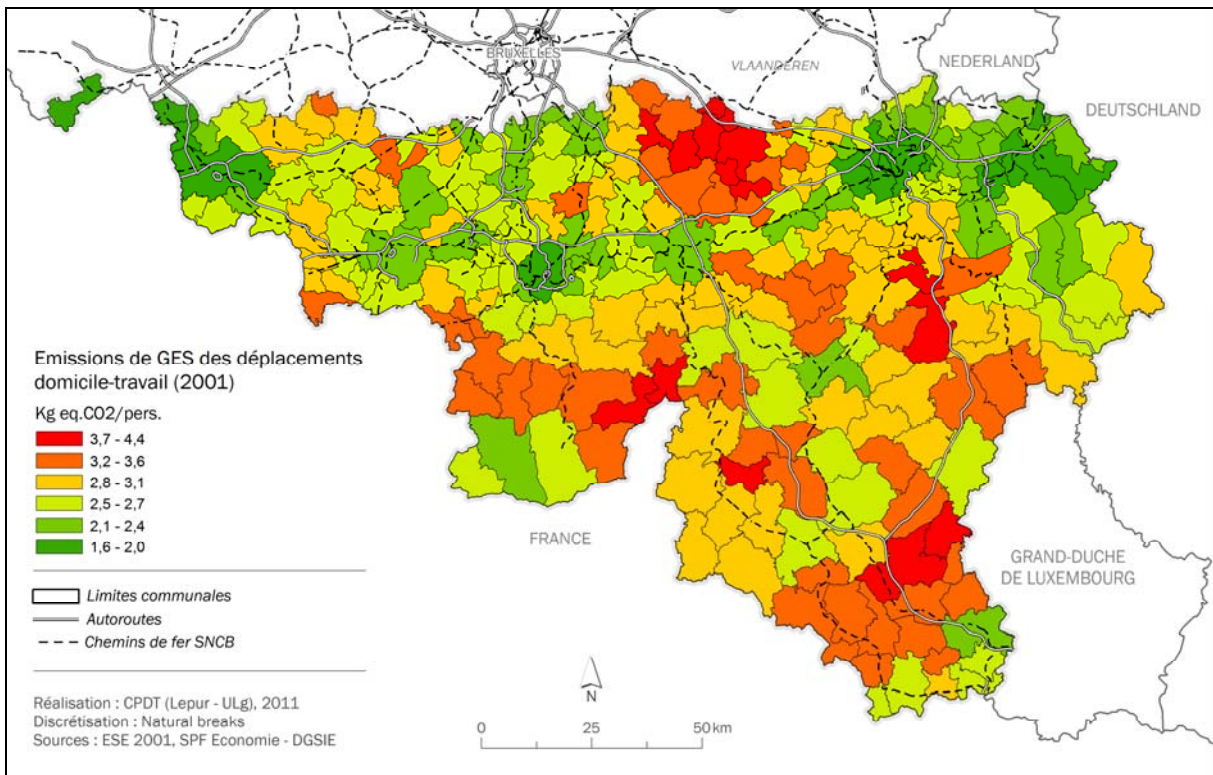 BRUXELLES
VLAANDEREN
NEDERLAND
DEUTSCHLAND
Emissions de GES des déplacements
domicile-travail (2001)
Kg eq.CO2/pers.
3,7 - 4,4
3,2 - 3,6
2,8 - 3,1
2,5 - 2,7
2,1 - 2,4
1,6 - 2,0
FRANCE
GRAND-DUCHE
DE LUXEMBOURG
Limites communales
Autoroutes
Chemins de fer SNCB
Réalisation : CPDT (Lepur - ULg), 2011
Discrétisation : Natural breaks
Sources : ESE 2001, SPF Economie - DGSIE
N
0 25 50 km